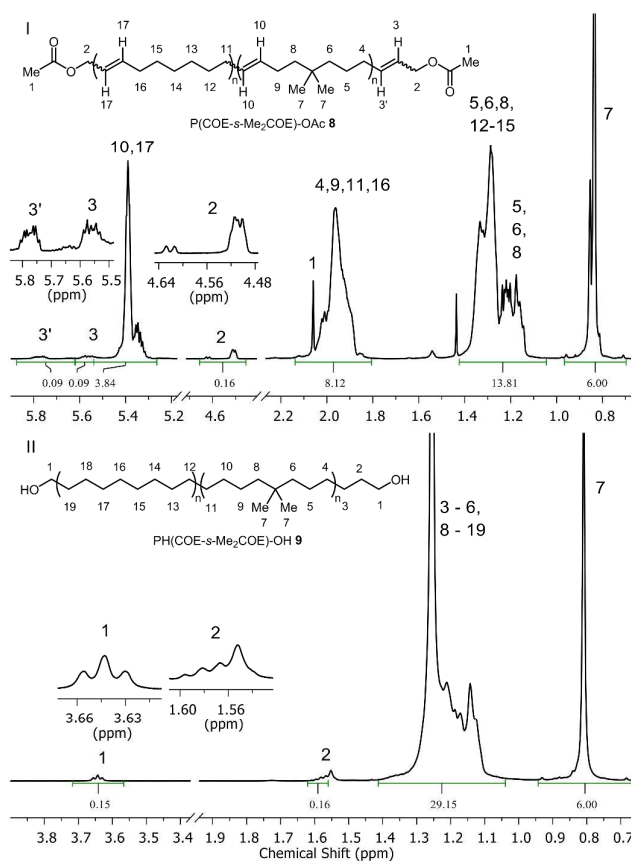 I
17
H
10
H
3
H
O
2
15
13
11
8
6
4
1
Me
O
n
n
n
O
Me
1
H
16
14
12
H
9
Me
Me
5
H
2
O
17
10
7
7
3'
P(COE-s-Me2COE)-OAc 8
10,17
3'
3
2
5.8 5.7 5.6 5.5
(ppm)
4.64 4.56 4.48
(ppm)
4,9,11,16
1
5,6,8,
12-15
5,
6,
8
7
3' 3
2
0.09 0.09 3.84
0.16
8.12
13.81
6.00
5.8 5.6 5.4 5.2 4.6 2.2 2.0 1.8 1.6 1.4 1.2 1.0 0.8
II
1
18
16
14
12
10
8
6
4
2
OH
HO
n
n
19
17
15
13
11
9
Me
Me
5
3
1
7
7
PH(COE-s-Me2COE)-OH 9
3 - 6,
8 - 19
7
1
2
3.66 3.63
(ppm)
1.60 1.56
(ppm)
1
2
0.15
0.16
29.15
6.00
3.8 3.7 3.6 3.5 3.4 1.9 1.8 1.7 1.6 1.5 1.4 1.3 1.2 1.1 1.0 0.9 0.8 0.7
Chemical Shift (ppm)